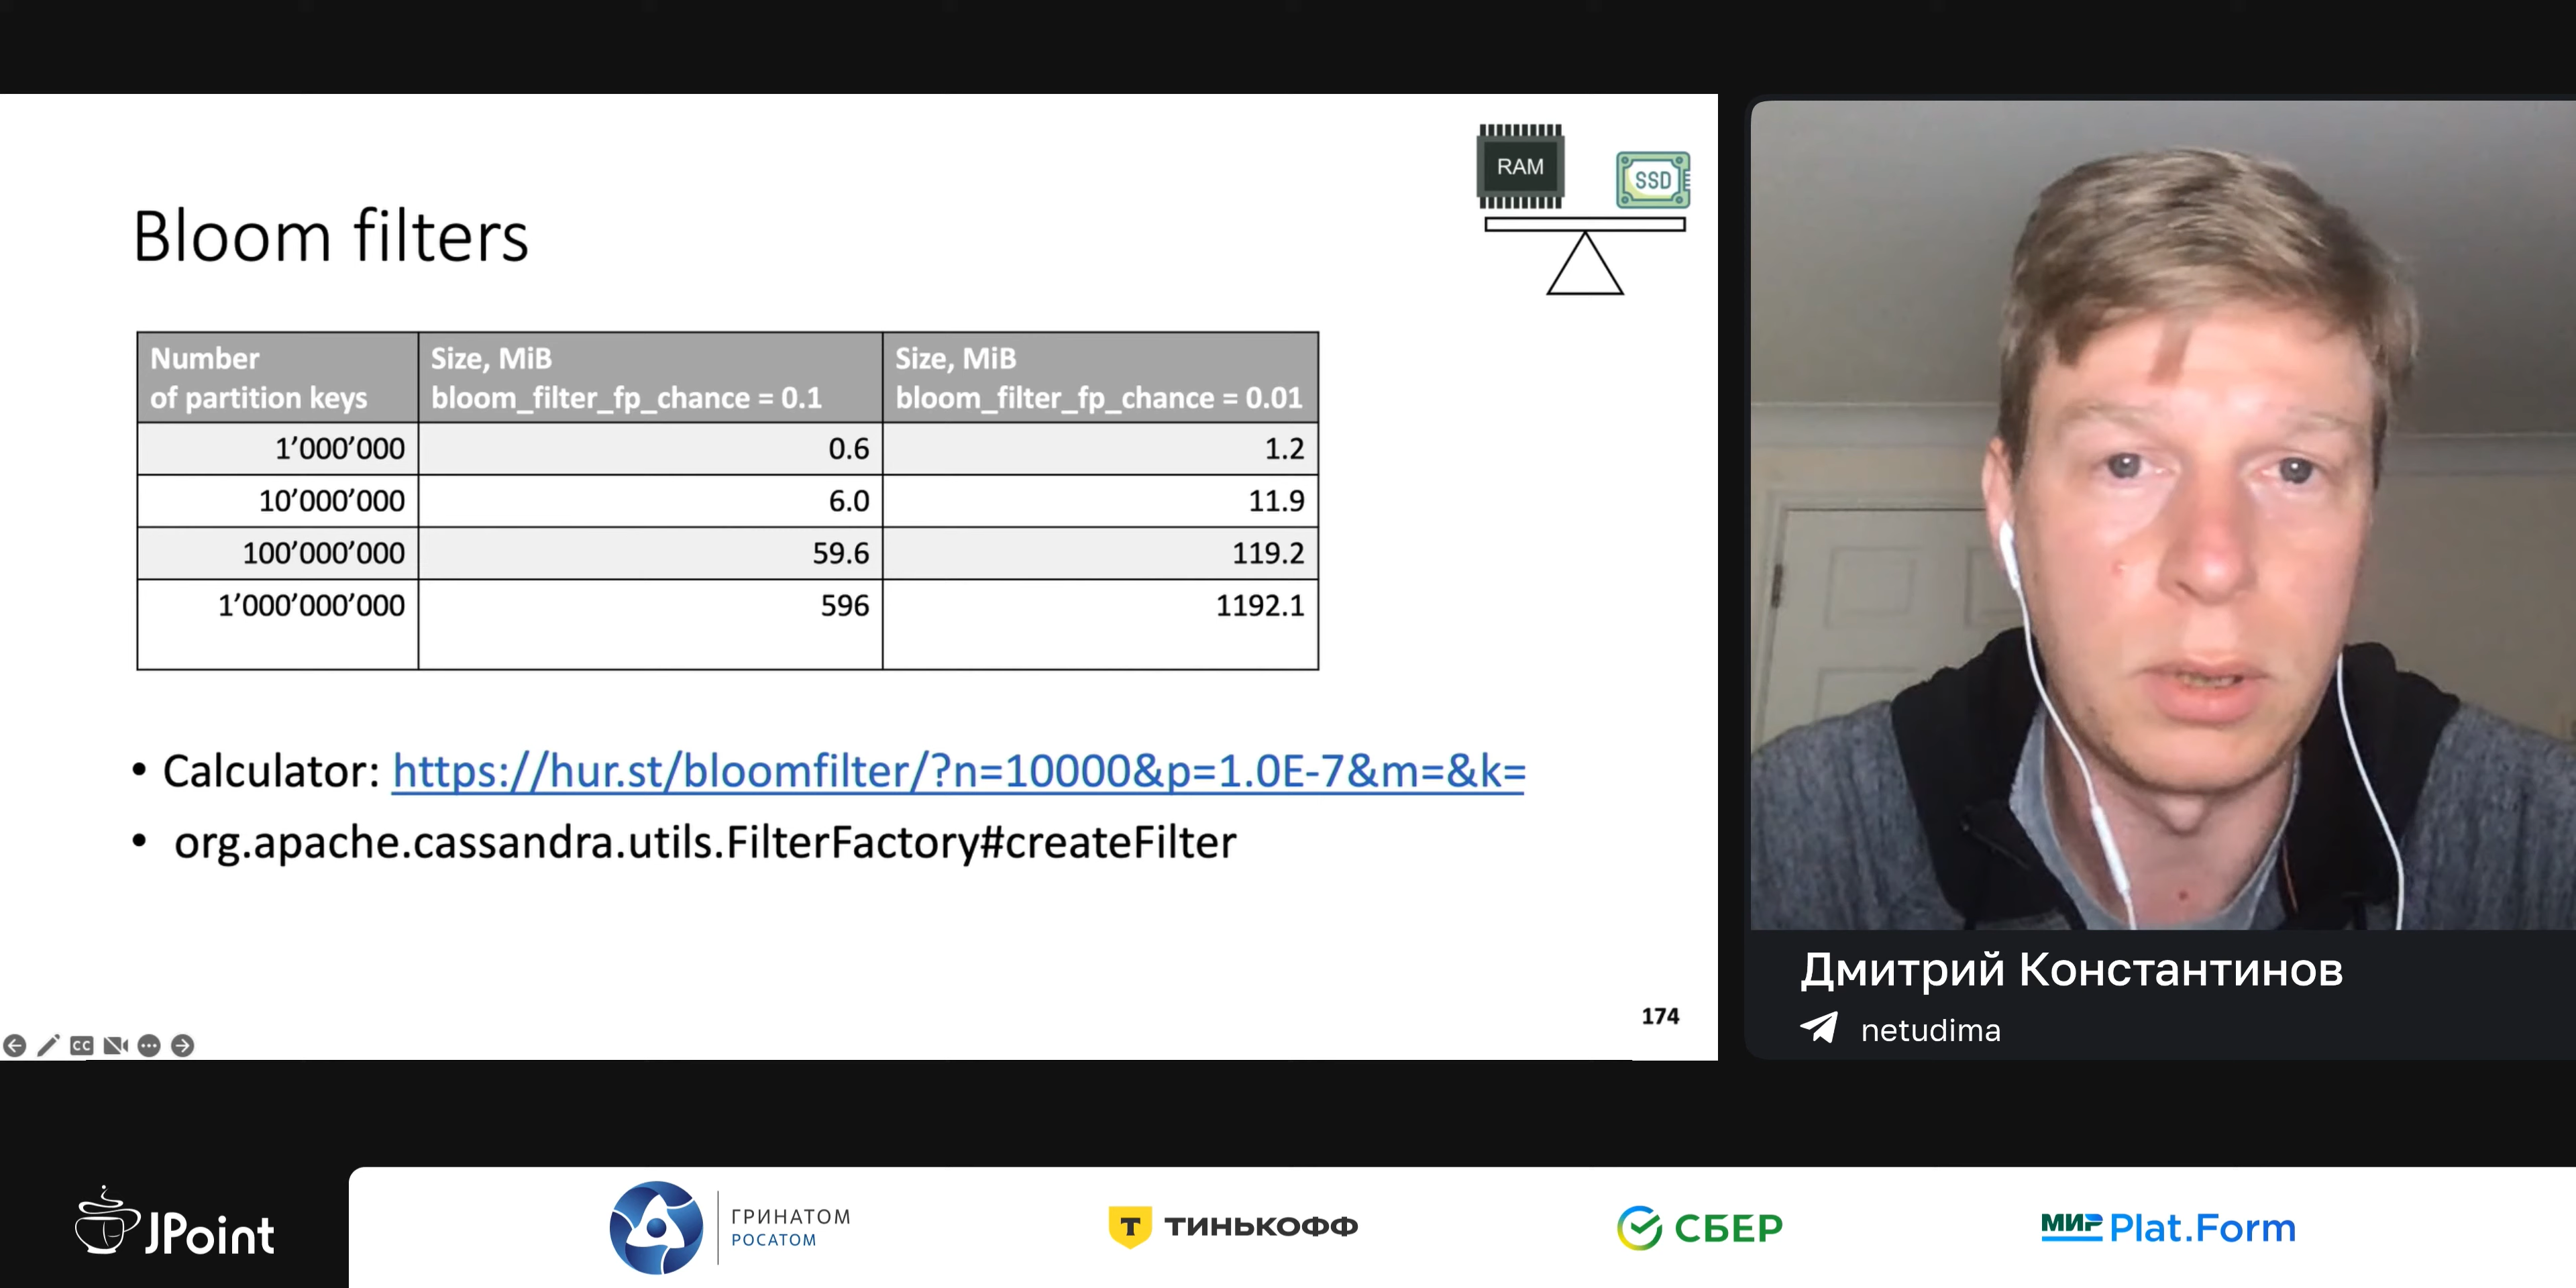 RAM
SSD
Bloom filters
Number of partition keys
Size, MiB bloom_filter_fp_chance = 0.1
Size, MiB bloom_filter_fp_chance = 0.01
1’000’000 0.6 1.2
10’000’000 6.0 11.9
100’000’000 59.6 119.2
1’000’000’000 596 1192.1
• Calculator: https://hur.st/bloomfilter/?n=10000&p=1.0E-7&m=&k=
• org.apache.cassandra.utils.FilterFactory#createFilter
174
CC
Дмитрий Константинов
netudima
JPoint
ГРИНАТОМ
РОСАТОМ
Т ТИНЬКОФФ
СБЕР
МИР Plat.Form